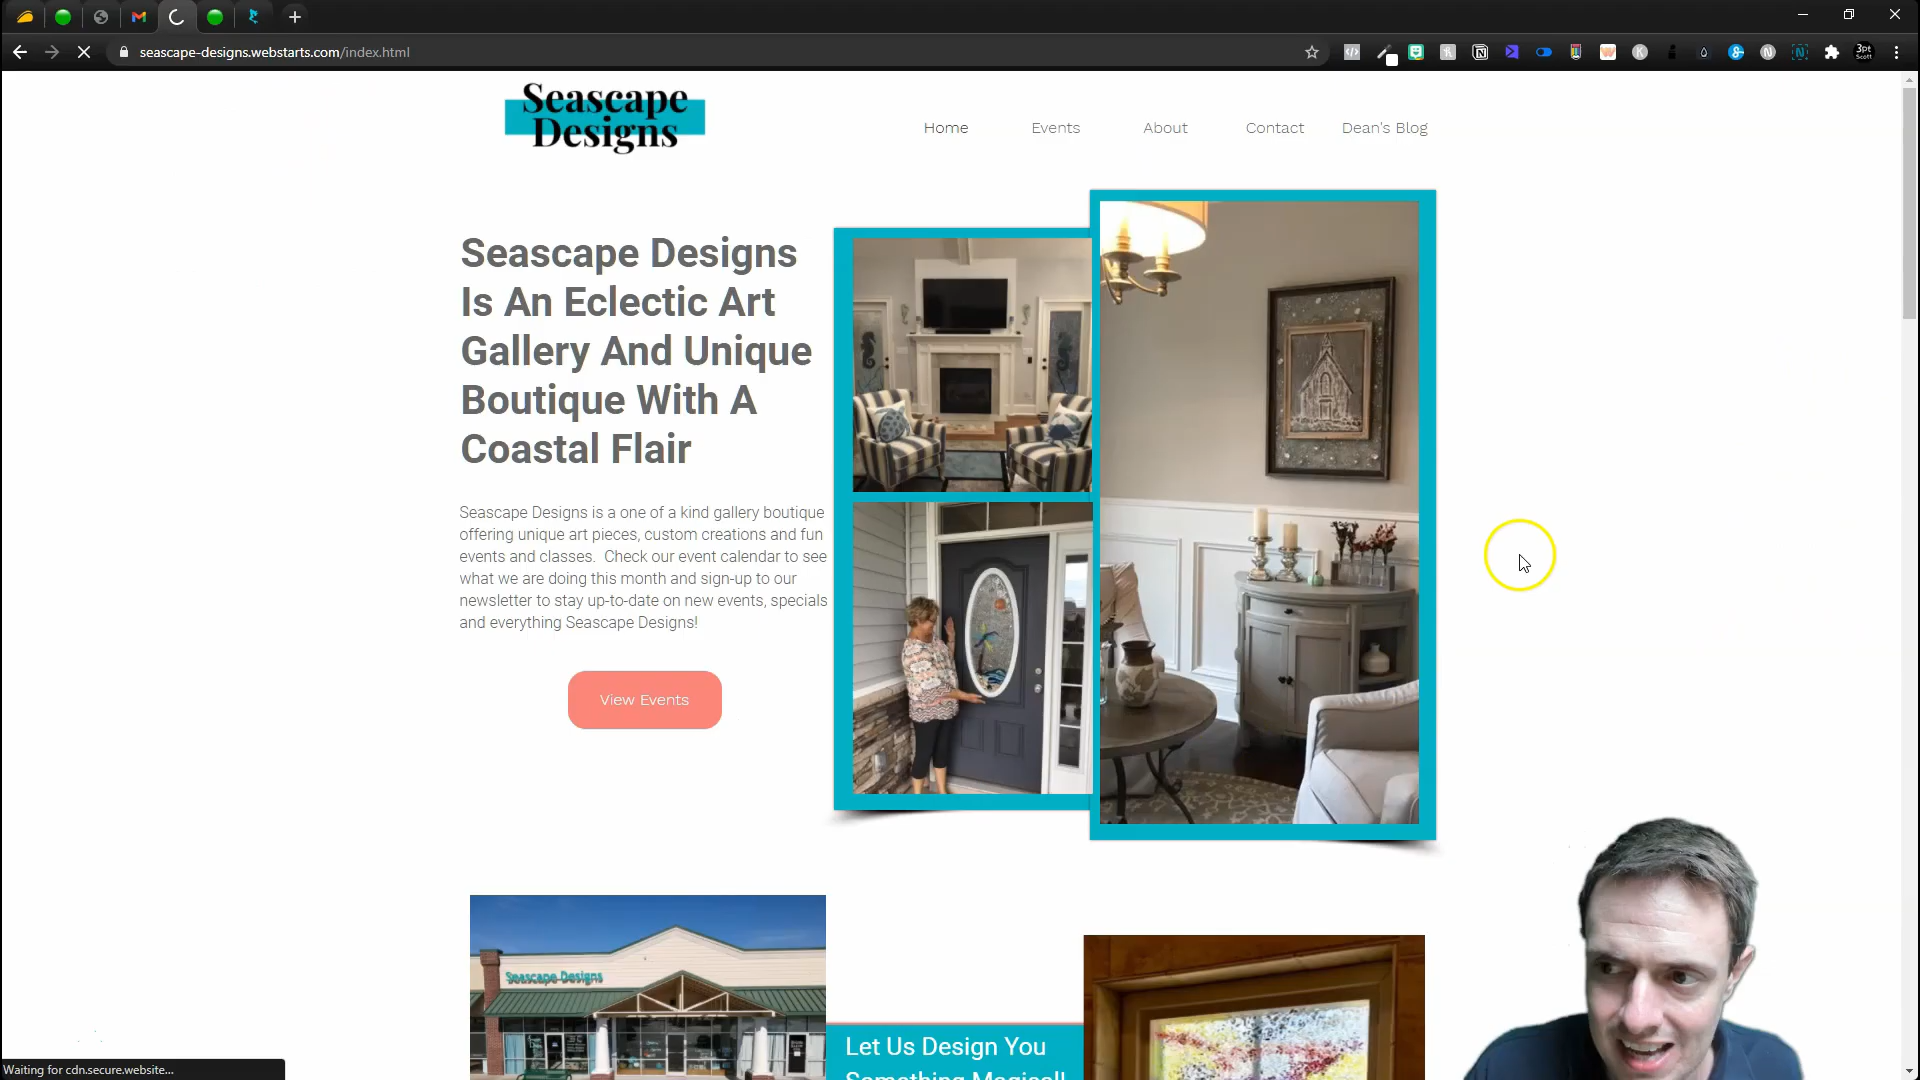 seascape-designs.webstarts.com/index.html
3pt
Scott
Seascape
Designs
Home
Events
About
Contact
Dean's Blog
Seascape Designs
Is An Eclectic Art
Gallery And Unique
Boutique With A
Coastal Flair
Seascape Designs is a one of a kind gallery boutique
offering unique art pieces, custom creations and fun
events and classes.  Check our event calendar to see
what we are doing this month and sign-up to our
newsletter to stay up-to-date on new events, specials
and everything Seascape Designs!
View Events
Seascape Designs
Let Us Design You
Something Magical!
Waiting for cdn.secure.website...